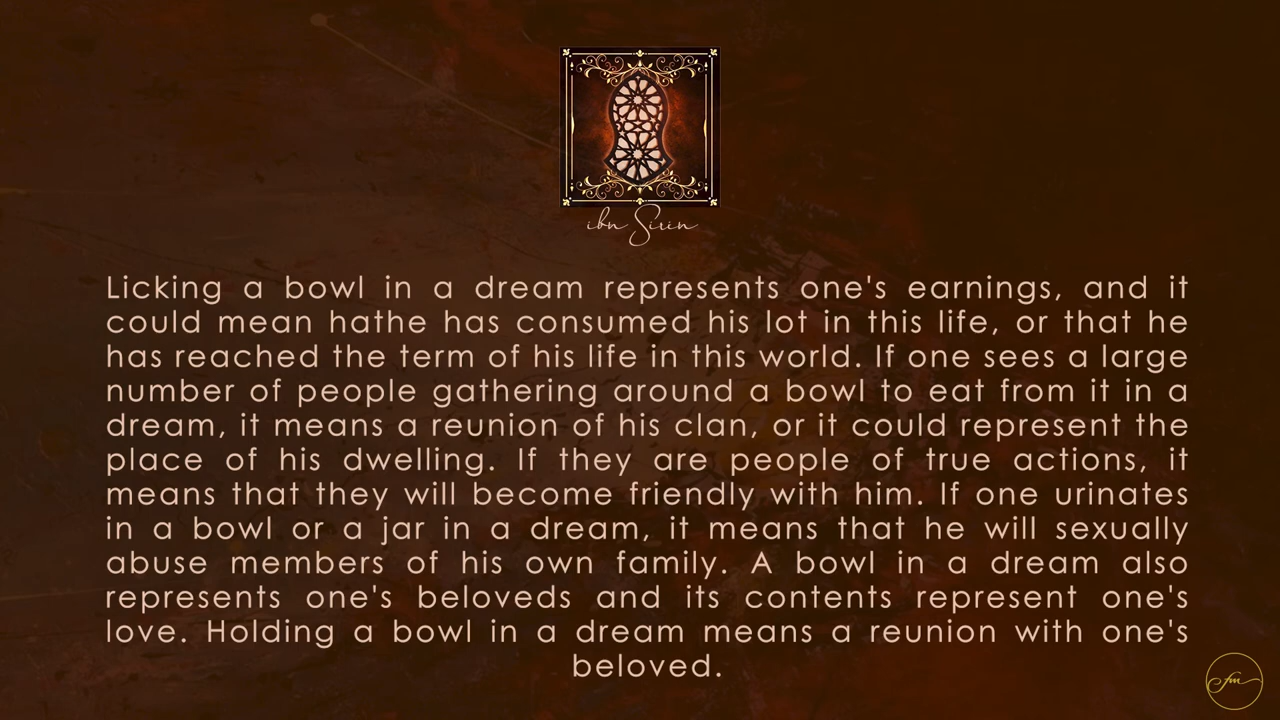 ibn Sirin
Licking a bowl in a dream represents one's earnings, and it
could mean hathe has consumed his lot in this life, or that he
has reached the term of his life in this world. If one sees a large
number of people gathering around a bowl to eat from it in a
dream, it means a reunion of his clan, or it could represent the
place of his dwelling. If they are people of true actions, it
means that they will become friendly with him. If one urinates
in a bowl or a jar in a dream, it means that he will sexually
abuse members of his own family. A bowl in a dream also
represents one's beloveds and its contents represent one's
love. Holding a bowl in a dream means a reunion with one's
beloved.